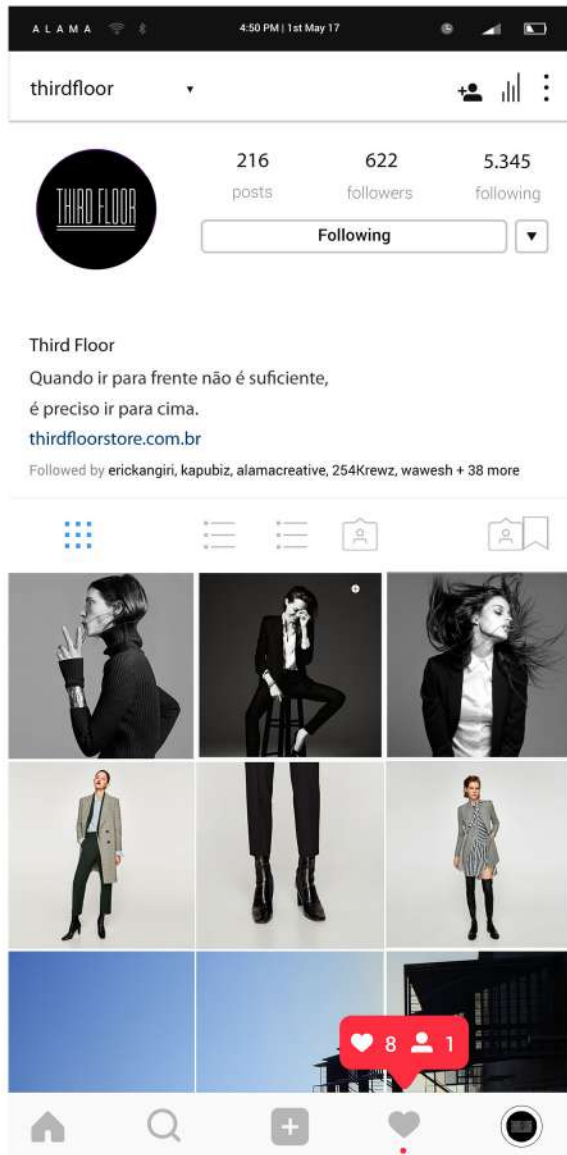 ALAMA 4:50 PM | 1st May 17
thirdfloor
216 622 5.345
posts followers following
THIRD FLOOR
Following
Third Floor
Quando ir para frente não é suficiente,
é preciso ir para cima.
thirdfloorstore.com.br
Followed by erickangiri, kapubiz, alamacreative, 254Krewz, wawesh + 38 more
8 1